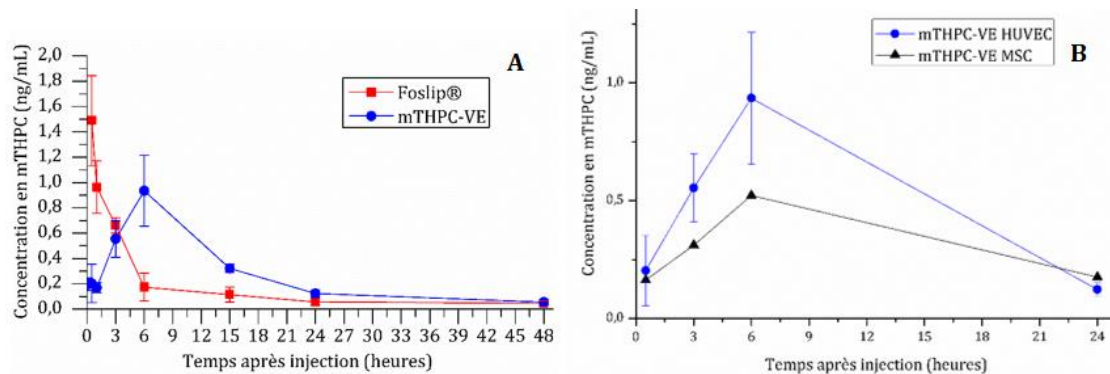 A
Concentration en mTHPC (ng/mL)
2,0
1,8
1,6
1,4
1,2
1,0
0,8
0,6
0,4
0,2
0,0
Foslip®
mTHPC-VE
0 3 6 9 12 15 18 21 24 27 30 33 36 39 42 45 48
Temps après injection (heures)
B
Concentration en mTHPC (ng/mL)
1,0
0,5
0,0
mTHPC-VE HUVEC
mTHPC-VE MSC
0 3 6 9 12 15 18 21 24
Temps après injection (heures)